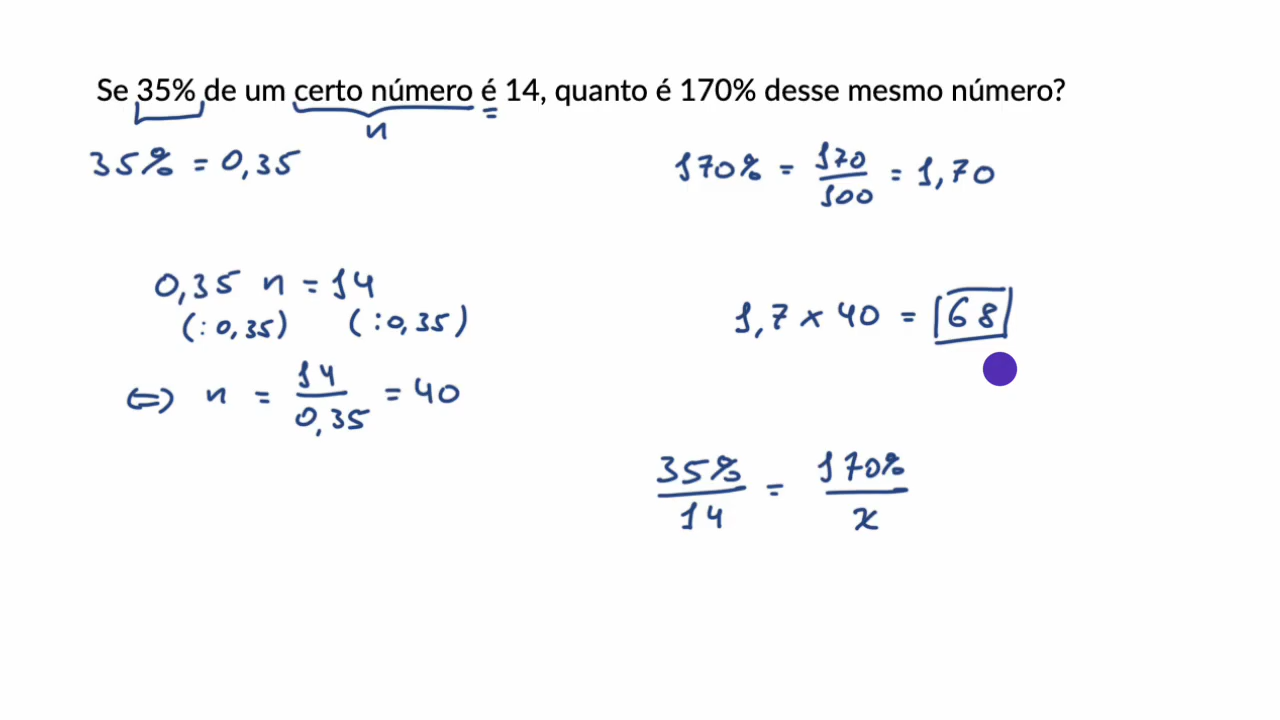 Se 35% de um certo número é 14, quanto é 170% desse mesmo número?
=
n
35% = 0,35
170% = 170/100 = 1,70
0,35 n = 14
(:0,35) (:0,35)
1,7 × 40 = 68
⇔ n = 14/0,35 = 40
35%/14 = 170%/x